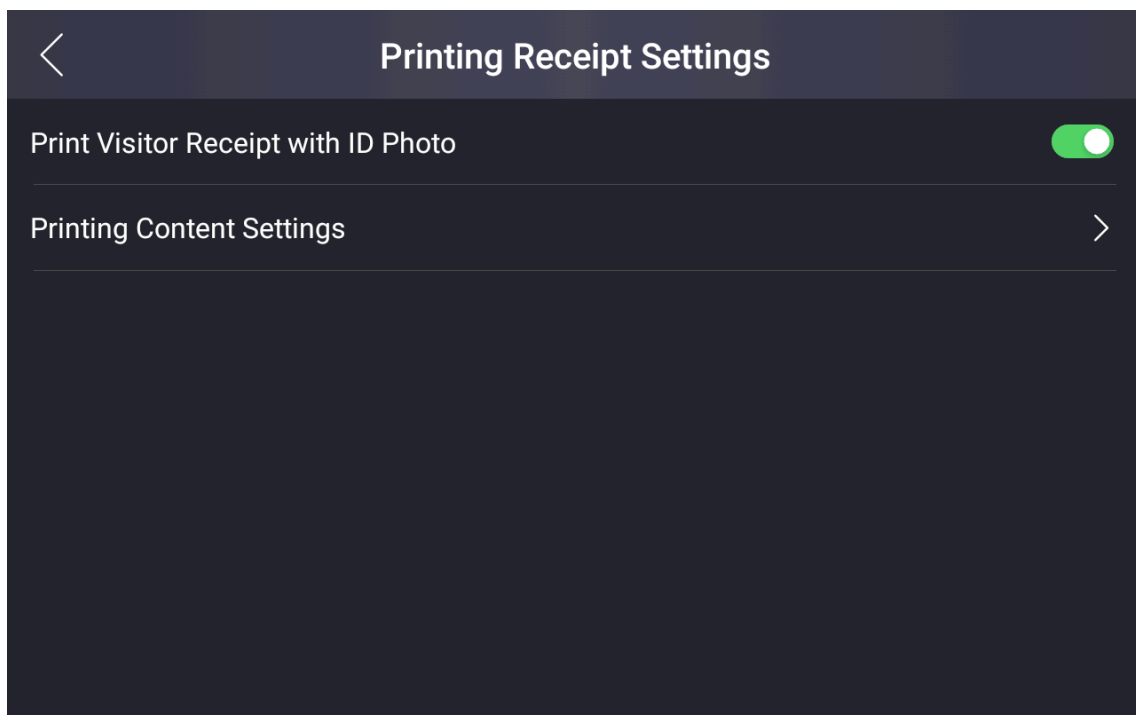 Printing Receipt Settings
Print Visitor Receipt with ID Photo
Printing Content Settings